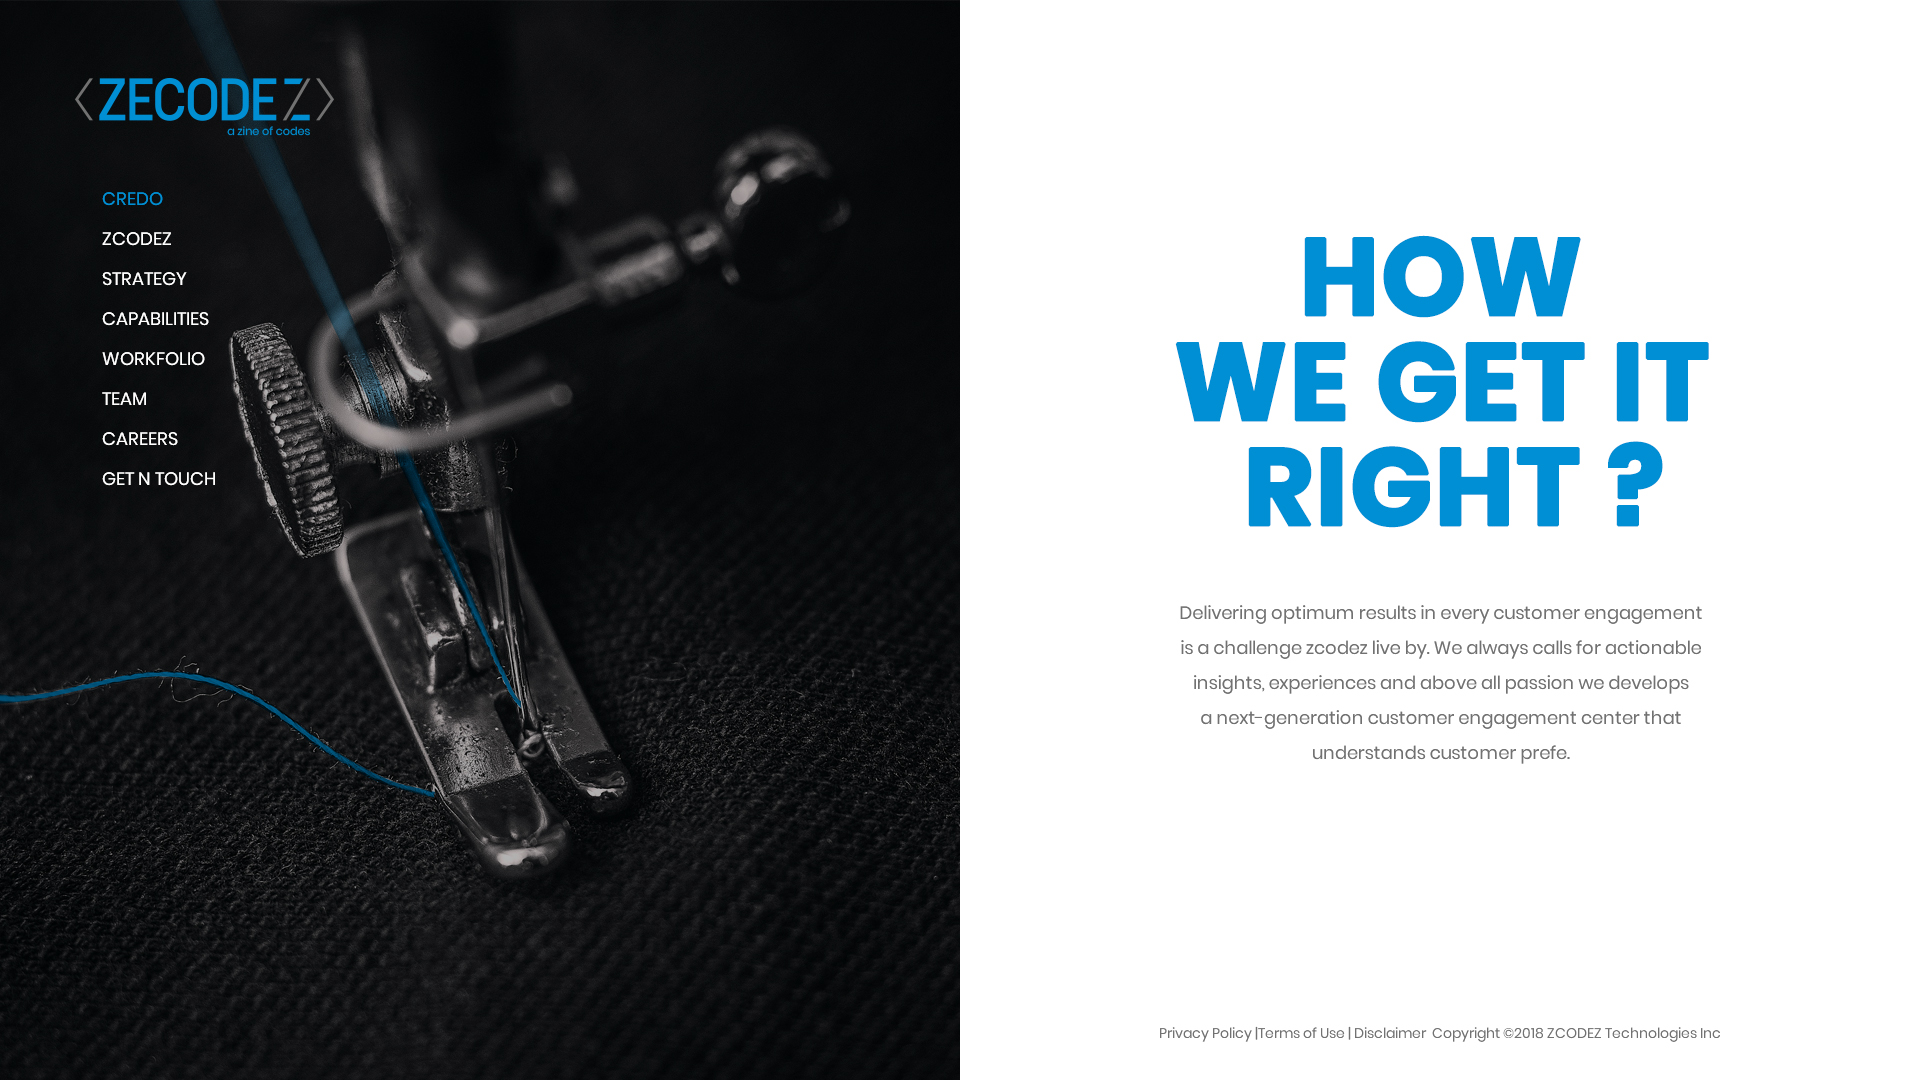 ZECODEZ
a zine of codes
CREDO
ZCODEZ
STRATEGY
CAPABILITIES
WORKFOLIO
TEAM
CAREERS
GET N TOUCH
HOW
WE GET IT
RIGHT ?
Delivering optimum results in every customer engagement
is a challenge zcodez live by. We always calls for actionable
insights, experiences and above all passion we develops
a next-generation customer engagement center that
understands customer prefe.
Privacy Policy |Terms of Use | Disclaimer  Copyright ©2018 ZCODEZ Technologies Inc